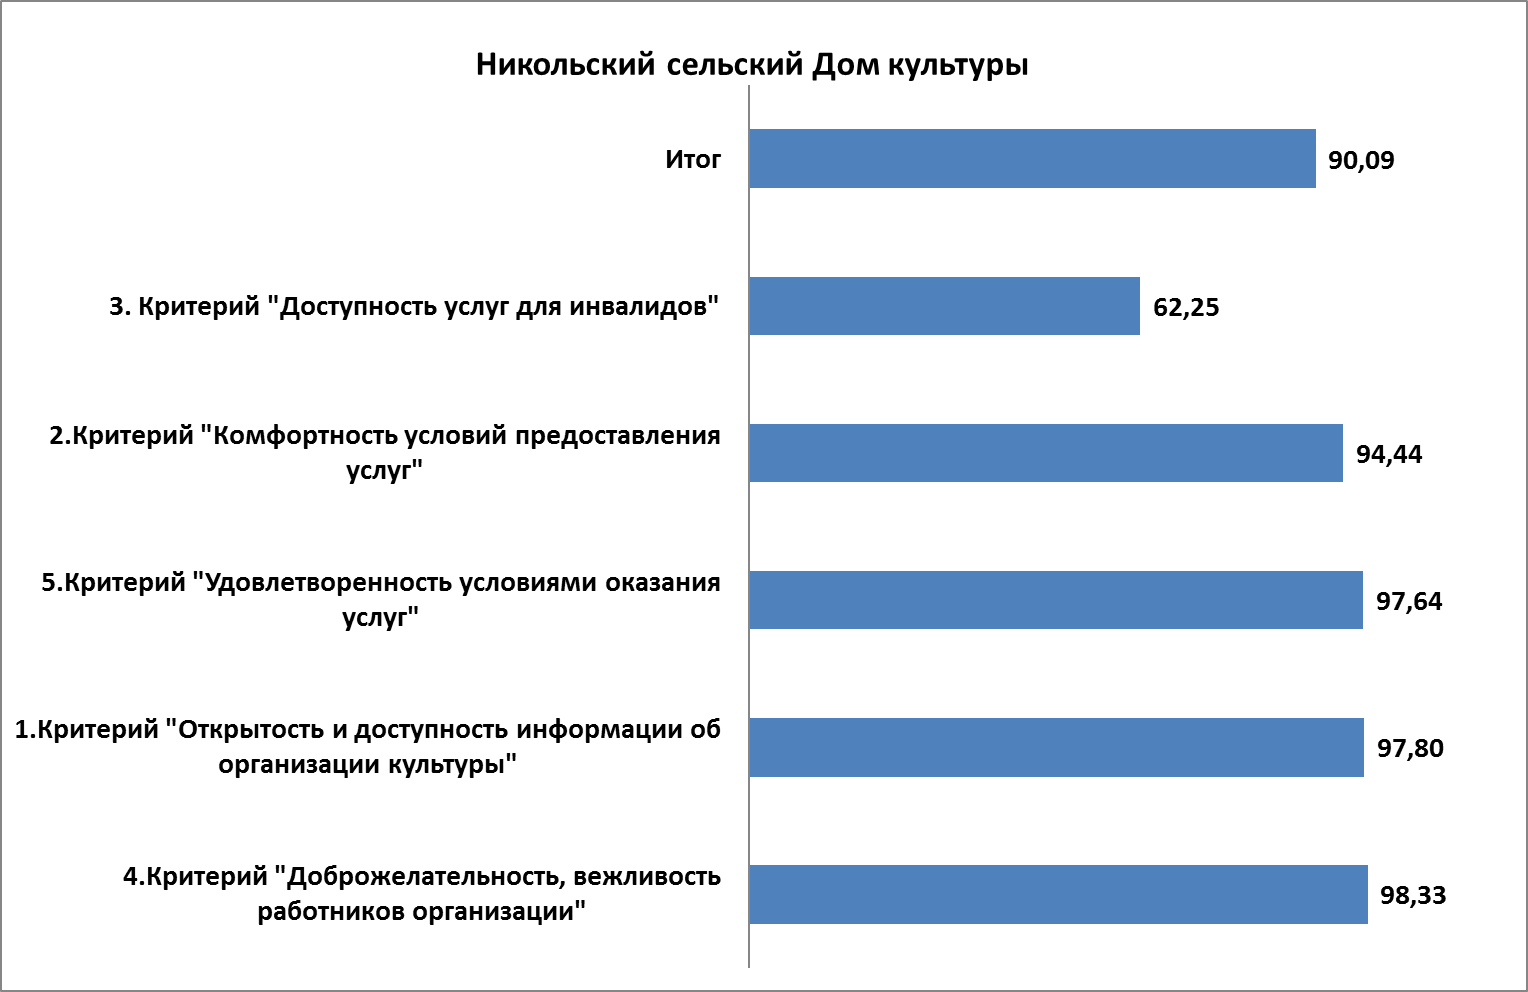 Никольский сельский Дом культуры
Итог
90,09
3. Критерий "Доступность услуг для инвалидов"
62,25
2.Критерий "Комфортность условий предоставления
услуг"
94,44
5.Критерий "Удовлетворенность условиями оказания
услуг"
97,64
1.Критерий "Открытость и доступность информации об
организации культуры"
97,80
4.Критерий "Доброжелательность, вежливость
работников организации"
98,33